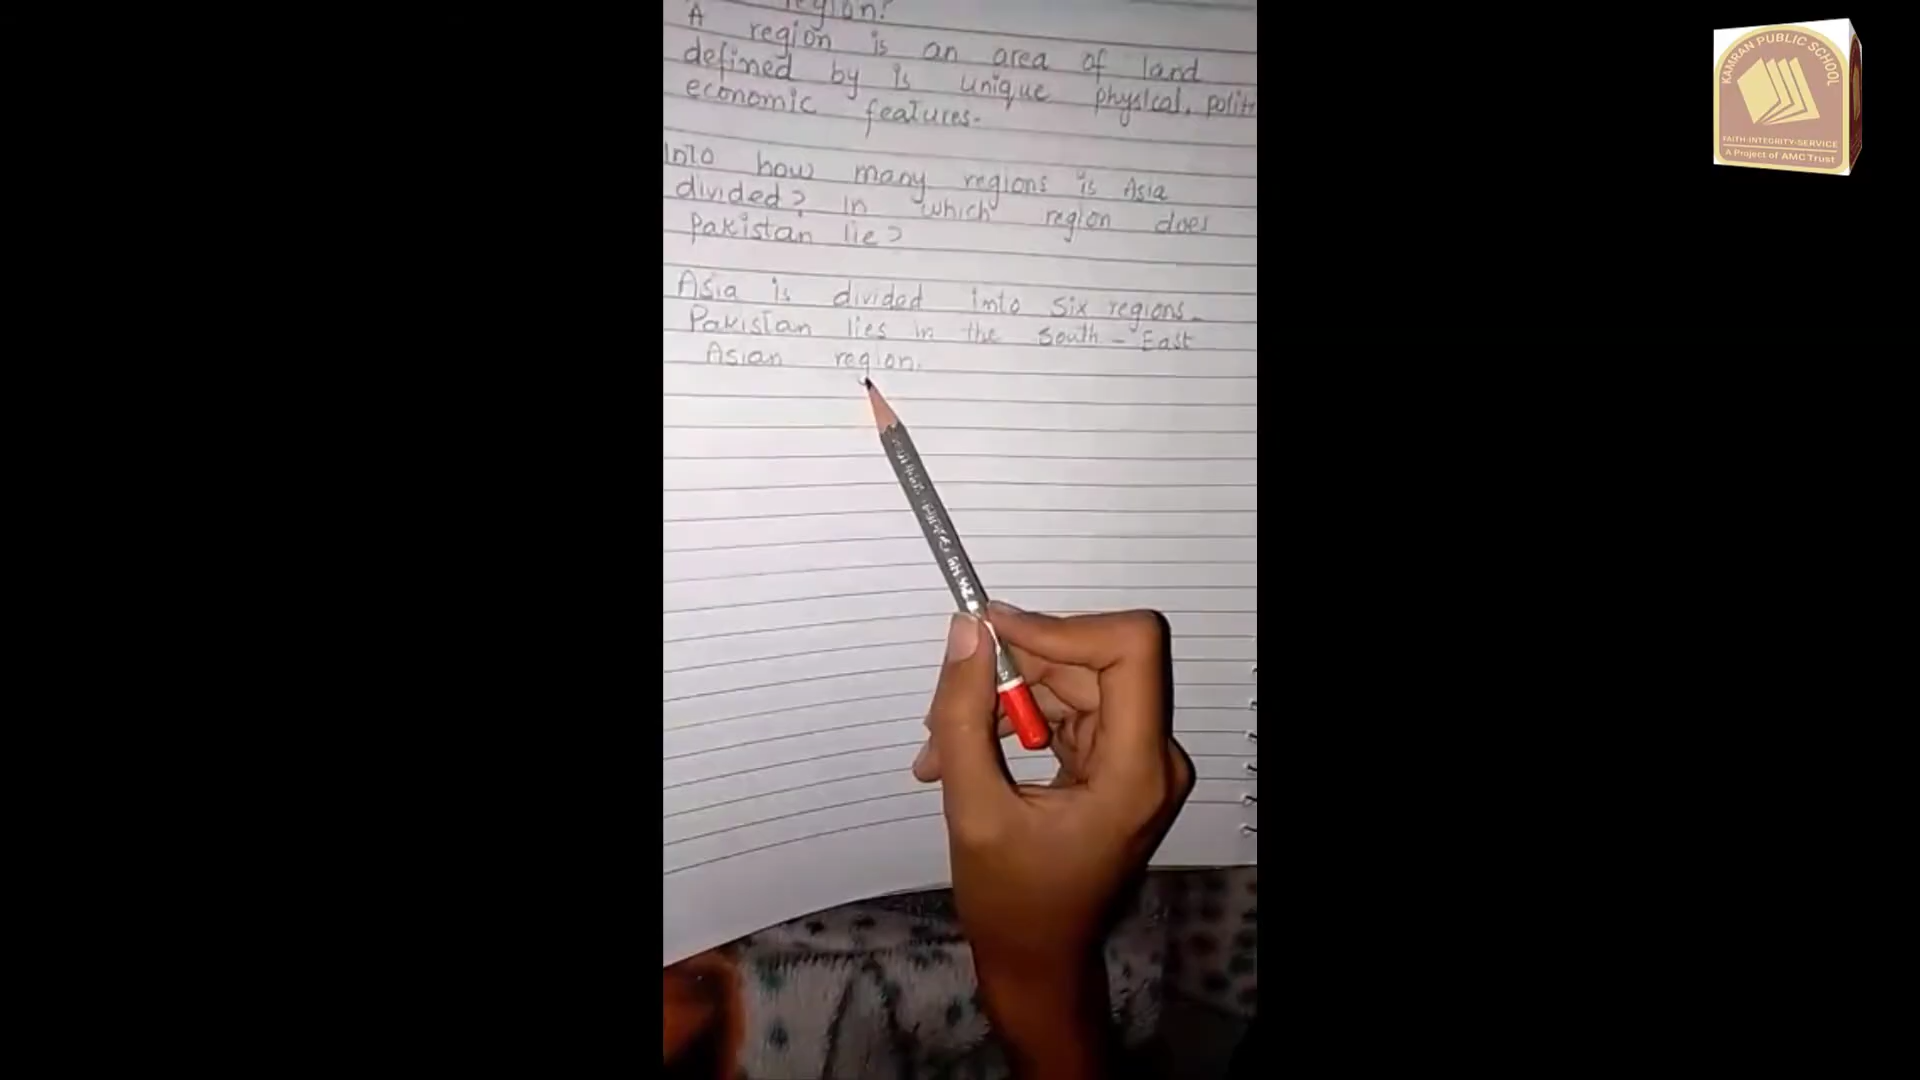 region?
A region is an area of land
defined by is unique physical, polit
economic features.
Into how many regions is Asia
divided? in which region does
Pakistan lie?
Asia is divided into six regions.
Pakistan lies in the South - East
Asian region.
KAMRAN PUBLIC SCHOOL
FAITH-INTEGRITY-SERVICE
A Project of AMC Trust